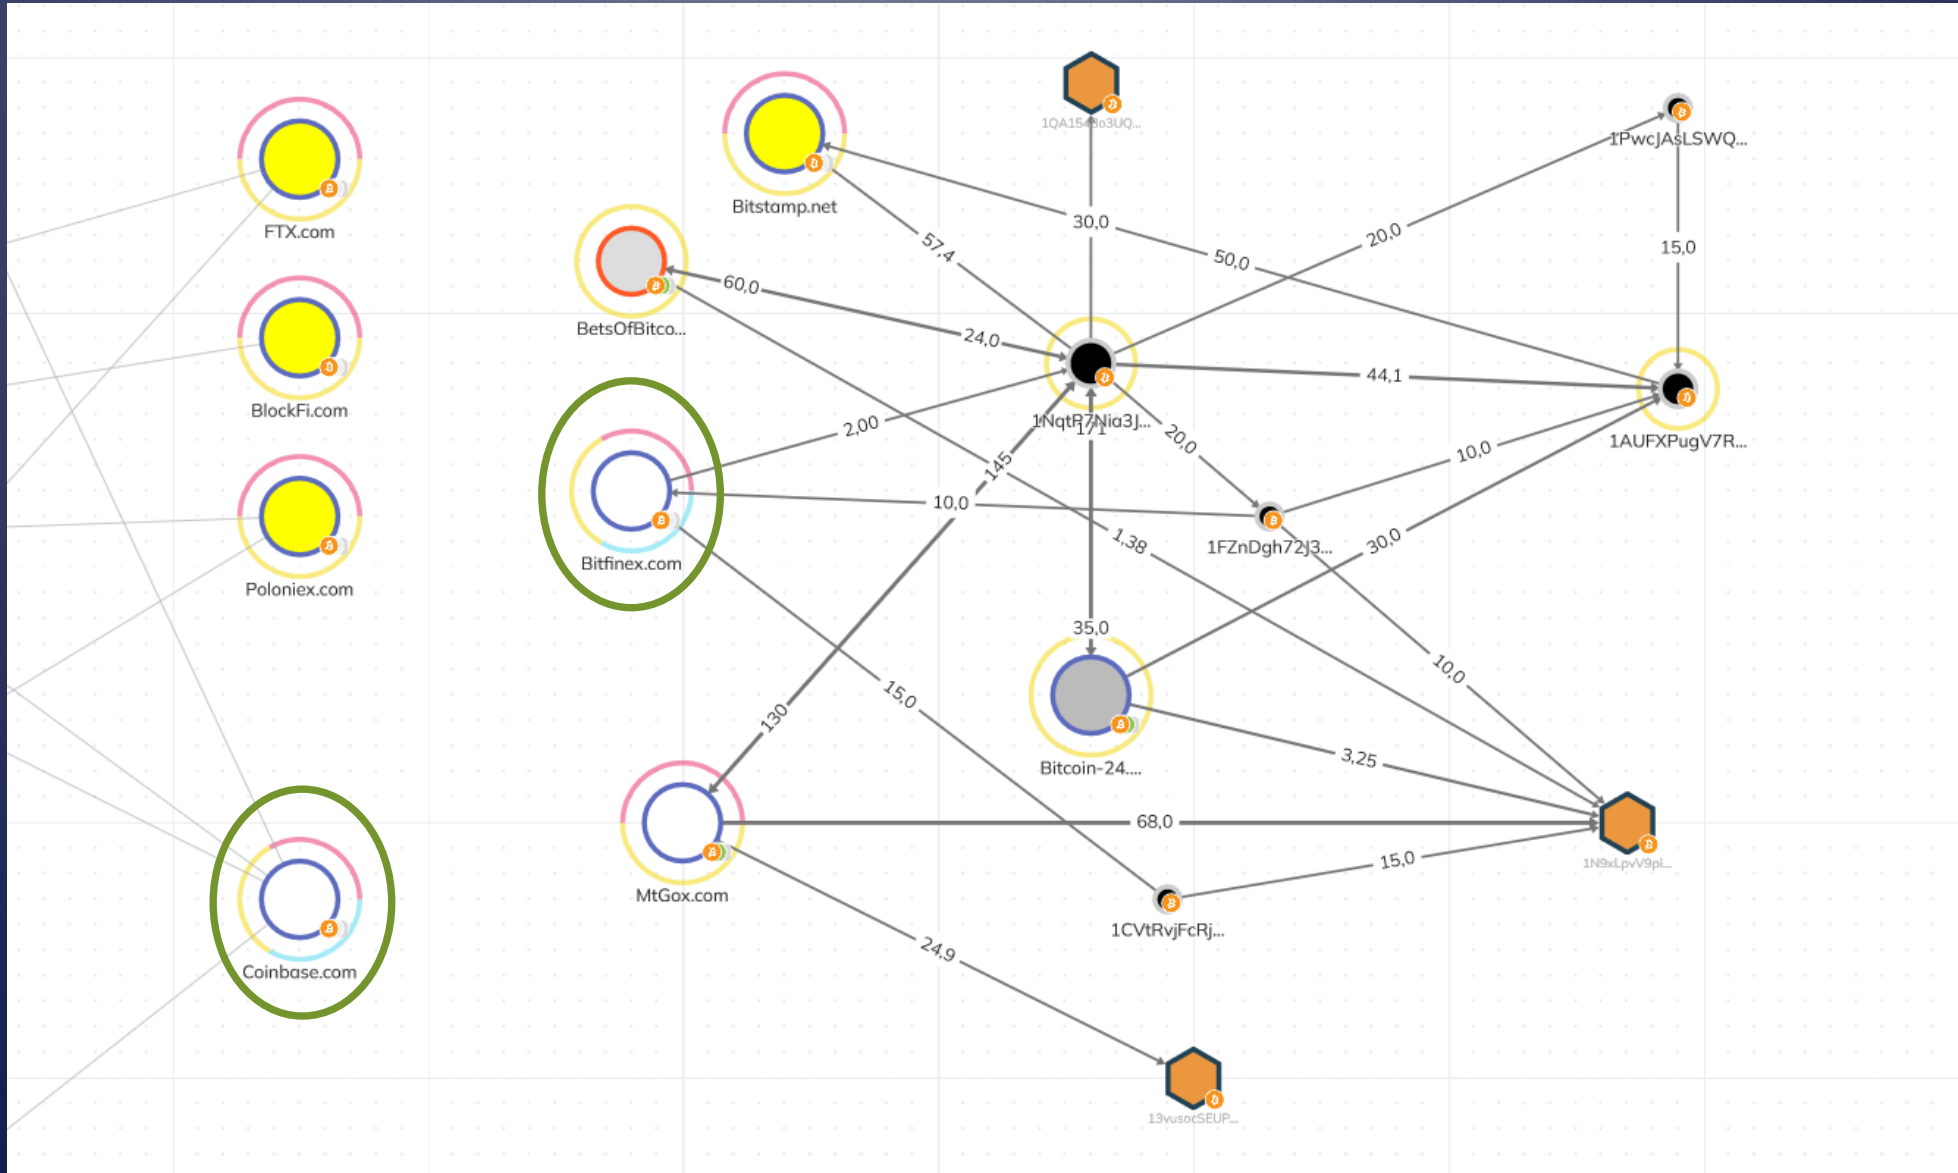 1QA15
o3UQ...
1PwcJAsLSWQ...
Bitstamp.net
FTX.com
30,0
20,0
57,4
15,0
50,0
60,0
BetsOfBitco...
24,0
44,1
BlockFi.com
1NqtP7Nia3J...
171
2,00
20,0
1AUFXPugV7R...
10,0
145
10,0
1,38
30,0
1FZnDgh72J3...
Bitfinex.com
Poloniex.com
35,0
10,0
15,0
130
3,25
Bitcoin-24....
68,0
15,0
1N9xLpvV9pi...
MtGox.com
1CVtRvjFcRj...
24,9
Coinbase.com
13vusocSEUP...